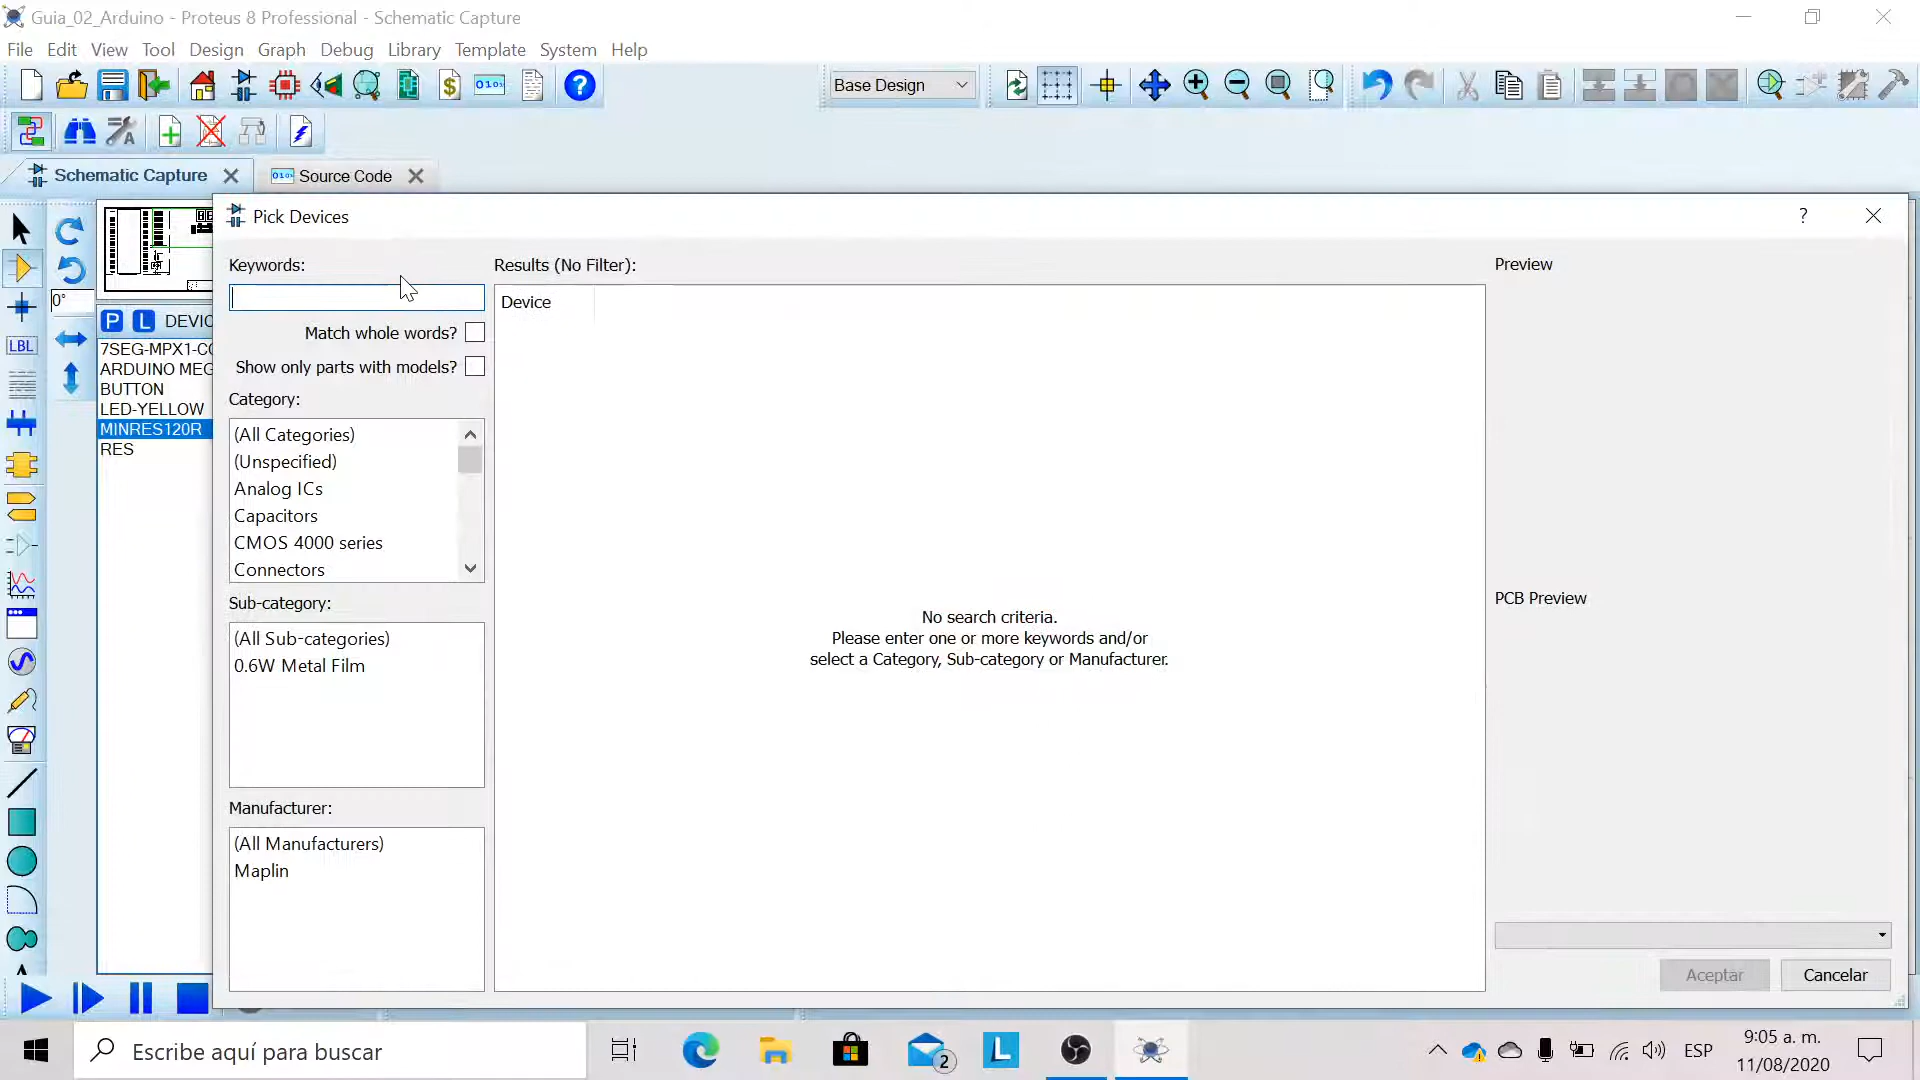 Guia_02_Arduino - Proteus 8 Professional - Schematic Capture
File Edit View Tool Design Graph Debug Library Template System Help
Base Design
Schematic Capture
Source Code
Pick Devices
?
Keywords:
Results (No Filter):
Preview
0°
Device
P L DEVIC
Match whole words?
LBL
7SEG-MPX1-CC
ARDUINO MEG
Show only parts with models?
BUTTON
Category:
LED-YELLOW
MINRES120R
(All Categories)
RES
(Unspecified)
Analog ICs
Capacitors
CMOS 4000 series
Connectors
Sub-category:
PCB Preview
No search criteria.
Please enter one or more keywords and/or
select a Category, Sub-category or Manufacturer.
(All Sub-categories)
0.6W Metal Film
Manufacturer:
(All Manufacturers)
Maplin
Aceptar
Cancelar
Escribe aquí para buscar
2
ESP
9:05 a. m.
11/08/2020